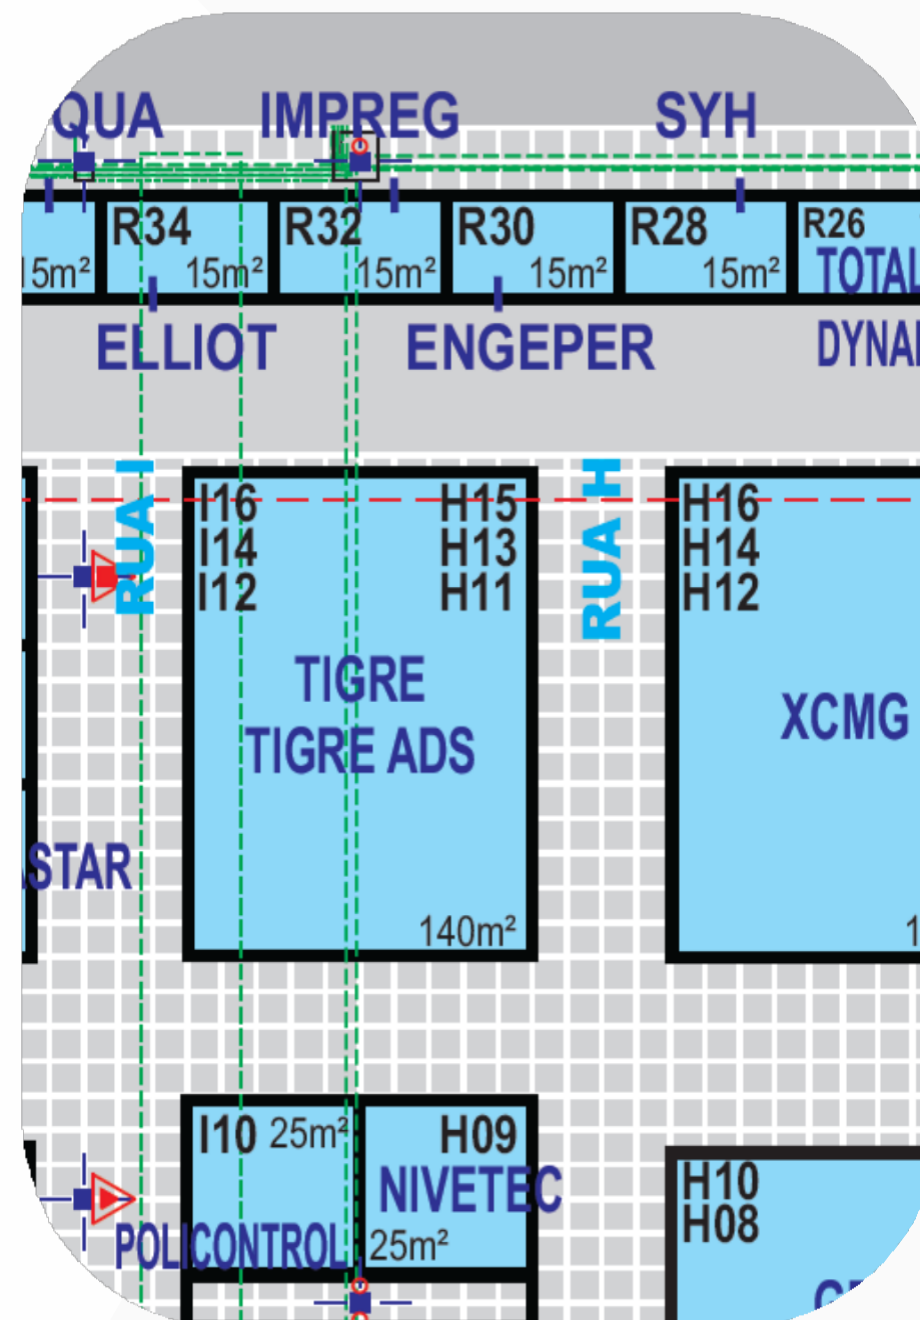 QUA IMPREG SYH
R34 R32 R30 R28 R26
15m² 15m² 15m² 15m² 15m² TOTAL
ELLIOT ENGEPER DYNA
RUA H RUA H
I16 H15 H16
I14 H13 H14
I12 H11 H12
TIGRE
TIGRE ADS
XCMG
STAR
140m² 1
I10 25m² H09
NIVETEC
POLICONTROL 25m²
H10
H08